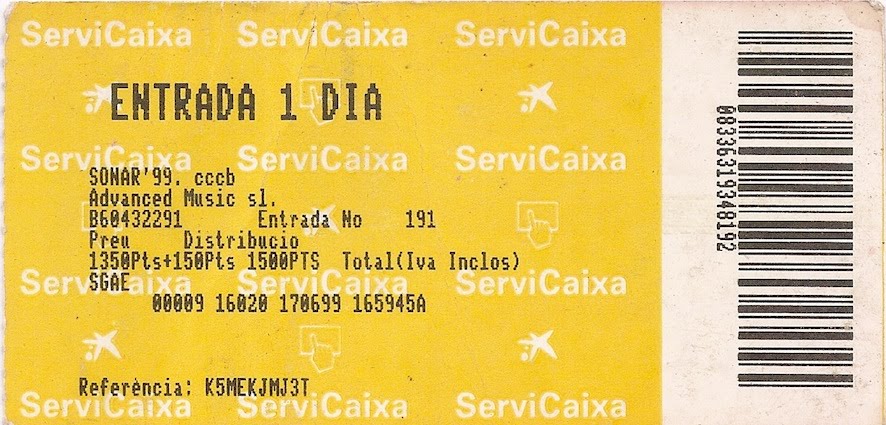 ServiCaixa ServiCaixa ServiCaixa
ENTRADA 1 DIA
ServiCaixa ServiCaixa ServiCaixa
SONAR'99. cccb
Advanced Music sl.
B60432291 Entrada No 191
Preu Distribucio
1350Pts+150Pts 1500PTS Total(Iva Inclos)
ServiCaixa ServiCaixa ServiCaixa
SGAE
00009 16020 170699 165945A
Referència: K5MEKJMJ3T
ServiCaixa ServiCaixa ServiCaixa
08336319348192